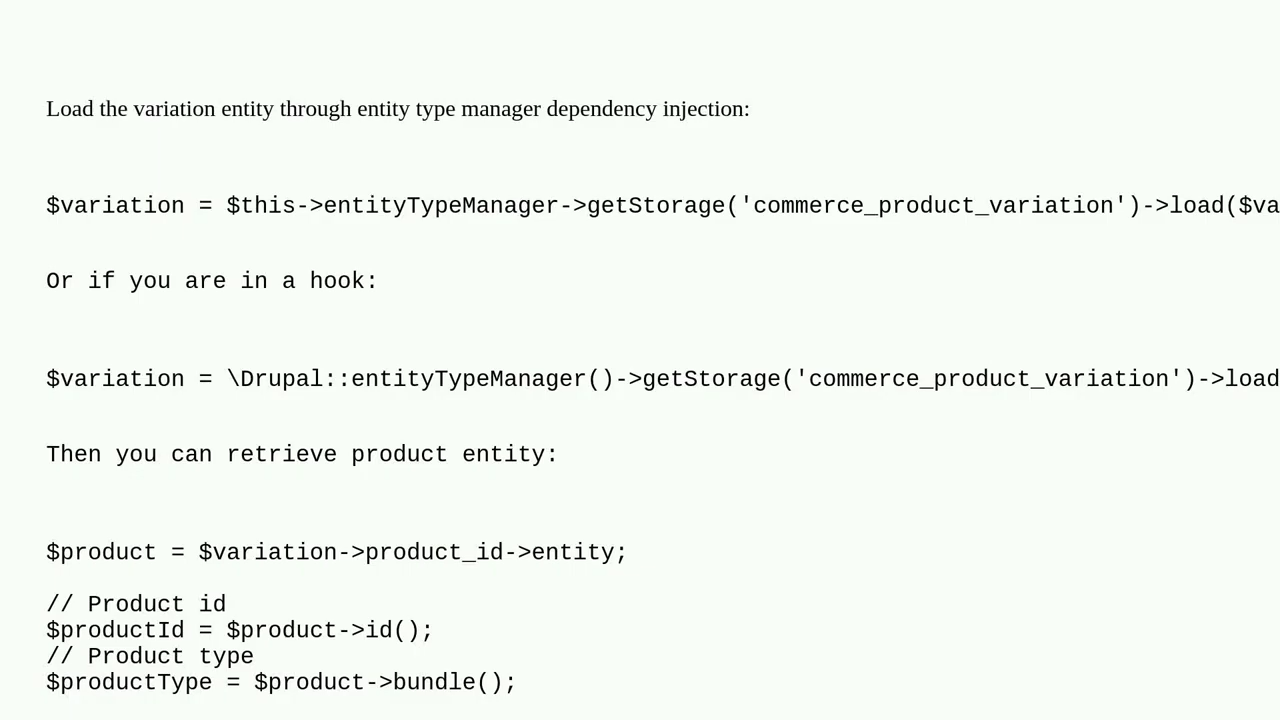 Load the variation entity through entity type manager dependency injection:
$variation = $this->entityTypeManager->getStorage('commerce_product_variation')->load($va
Or if you are in a hook:
$variation = \Drupal::entityTypeManager()->getStorage('commerce_product_variation')->load
Then you can retrieve product entity:
$product = $variation->product_id->entity;
// Product id
$productId = $product->id();
// Product type
$productType = $product->bundle();